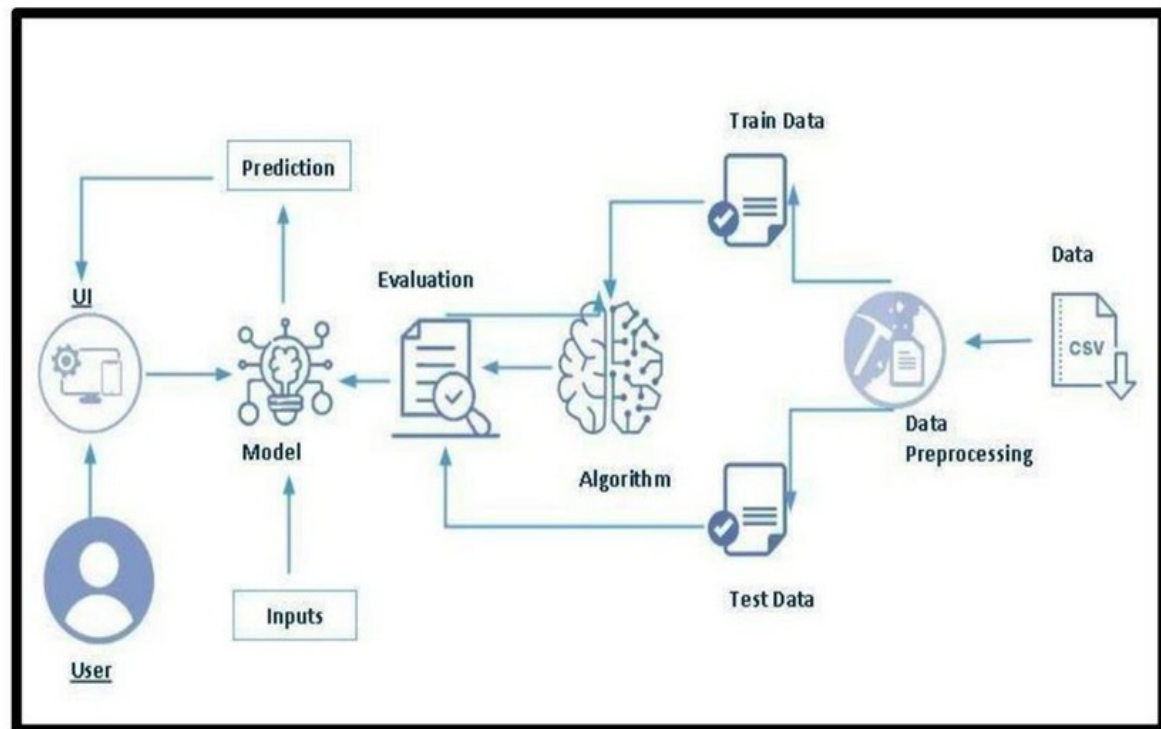 Train Data
Prediction
Data
Evaluation
UI
CSV
Data
Preprocessing
Model
Algorithm
Inputs
Test Data
User